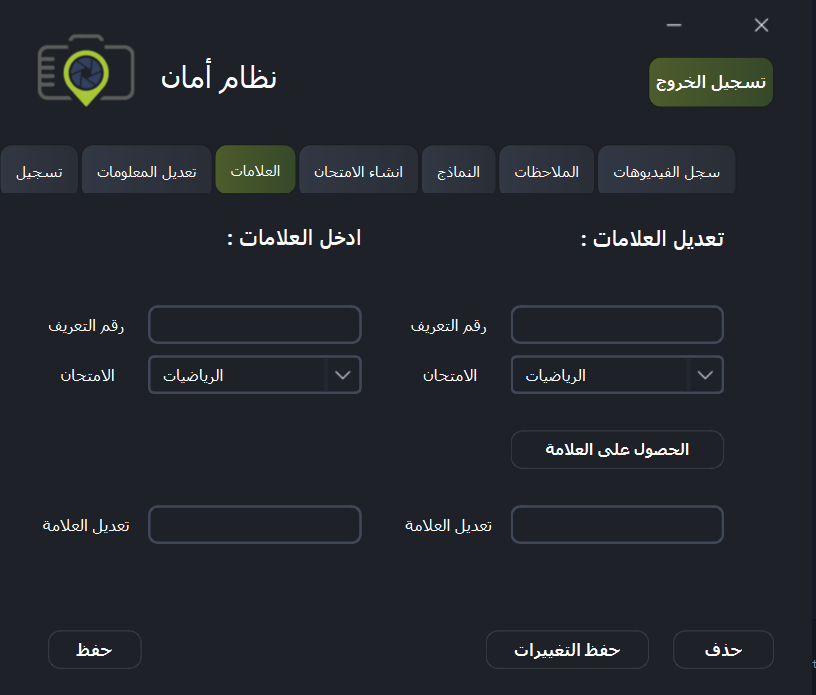 نظام أمان
تسجيل الخروج
سجل الفيديوهات
الملاحظات
النماذج
انشاء الامتحان
العلامات
تعديل المعلومات
تسجيل
تعديل العلامات :
رقم التعريف
الامتحان
الرياضيات
الحصول على العلامة
تعديل العلامة
حذف
حفظ التغييرات
ادخل العلامات :
رقم التعريف
الامتحان
الرياضيات
تعديل العلامة
حفظ